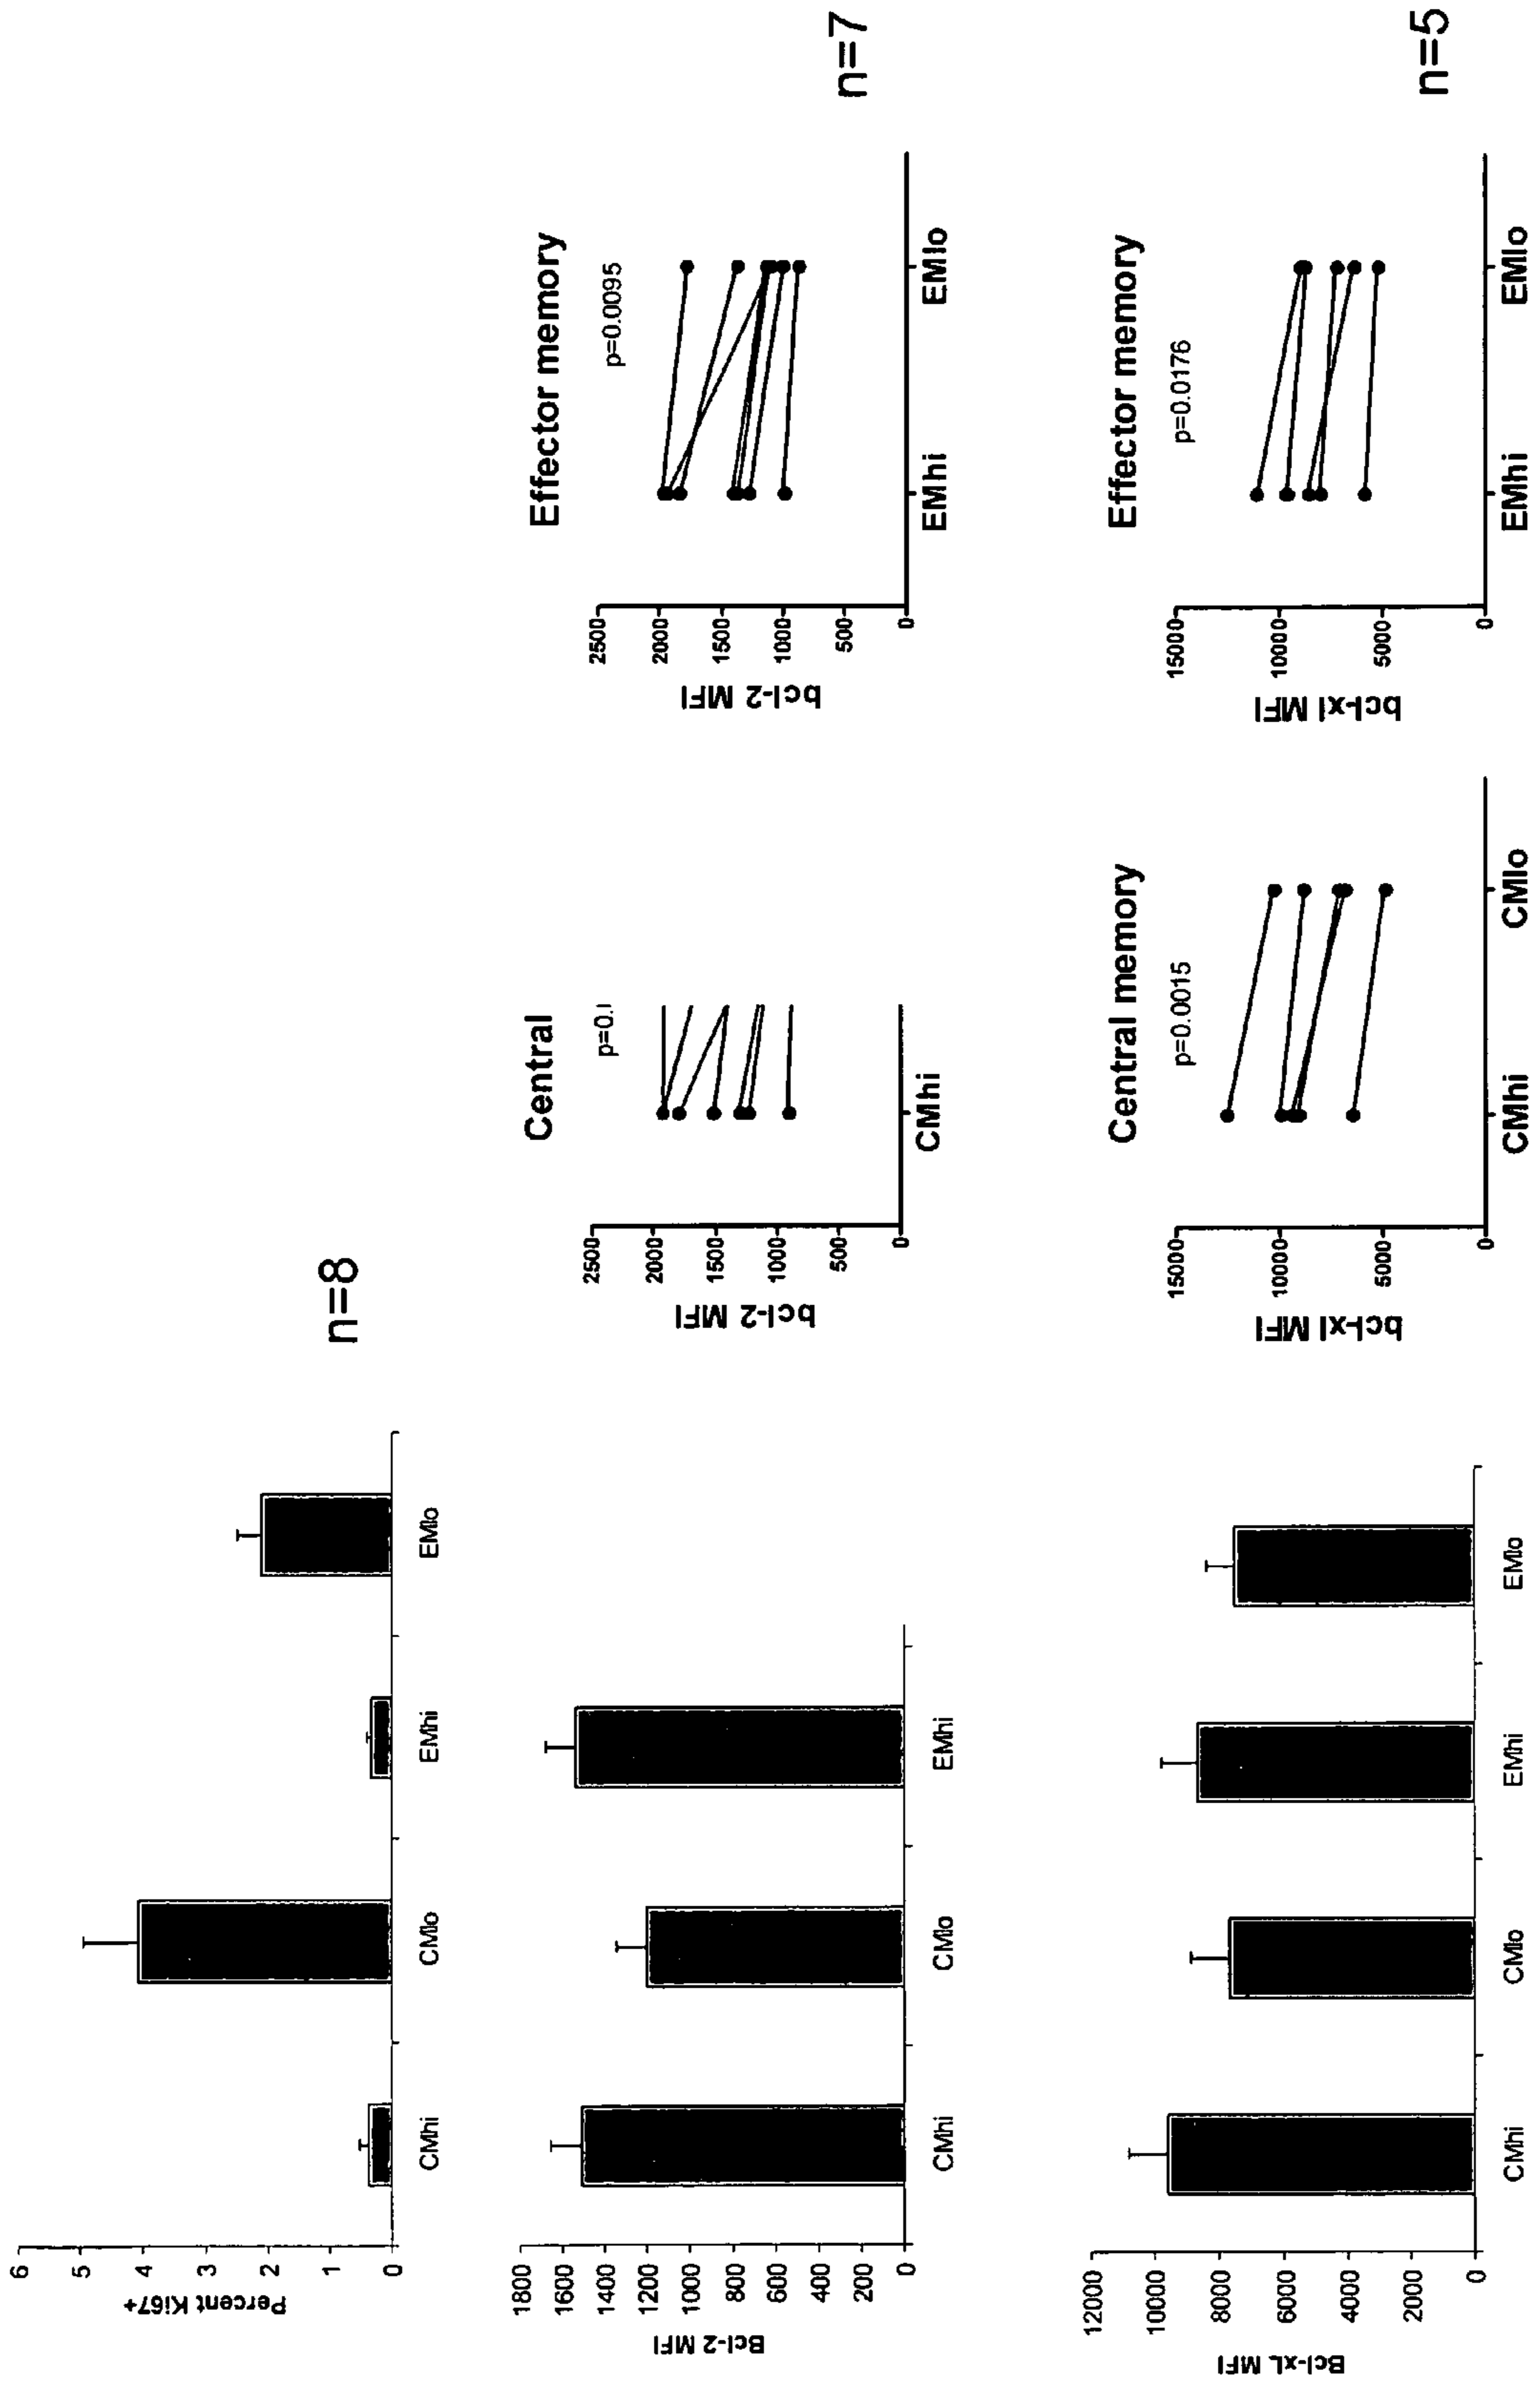 6
5
4
3
2
1
0
Percent Ki67+
CMhi
CMlo
EMhi
EMlo
n=8
1800
1600
1400
1200
1000
800
600
400
200
0
Bcl-2 MFI
CMhi
CMlo
EMhi
Central
2500
2000
1500
1000
500
0
bcl-2 MFI
CMhi
Effector memory
p=0.0095
2500
2000
1500
1000
500
0
bcl-2 MFI
EMhi
EMlo
n=7
12000
10000
8000
6000
4000
2000
0
Bcl-xL MFI
CMhi
CMlo
EMhi
EMlo
Central memory
p=0.0015
15000
10000
5000
0
bcl-xl MFI
CMhi
CMlo
Effector memory
p=0.0176
15000
10000
5000
0
bcl-xl MFI
EMhi
EMlo
n=5